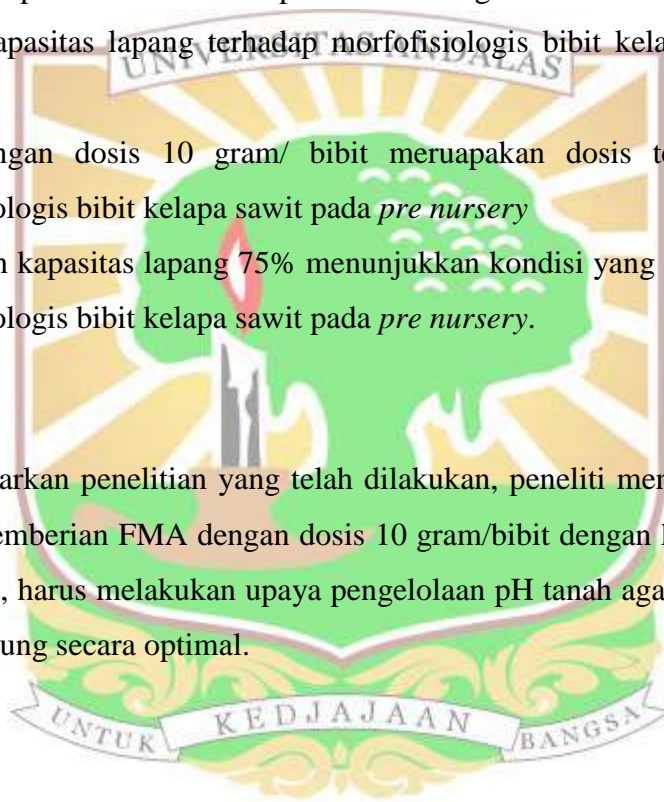 kapasitas lapang terhadap morfofisiologis bibit kela
UNIVERSITAS ANDALAS
ngan dosis 10 gram/ bibit meruapakan dosis te
ologis bibit kelapa sawit pada pre nursery
n kapasitas lapang 75% menunjukkan kondisi yang
ologis bibit kelapa sawit pada pre nursery.
arkan penelitian yang telah dilakukan, peneliti men
emberian FMA dengan dosis 10 gram/bibit dengan
, harus melakukan upaya pengelolaan pH tanah aga
ung secara optimal.
UNTUK KEDJAJAAN BANGSA